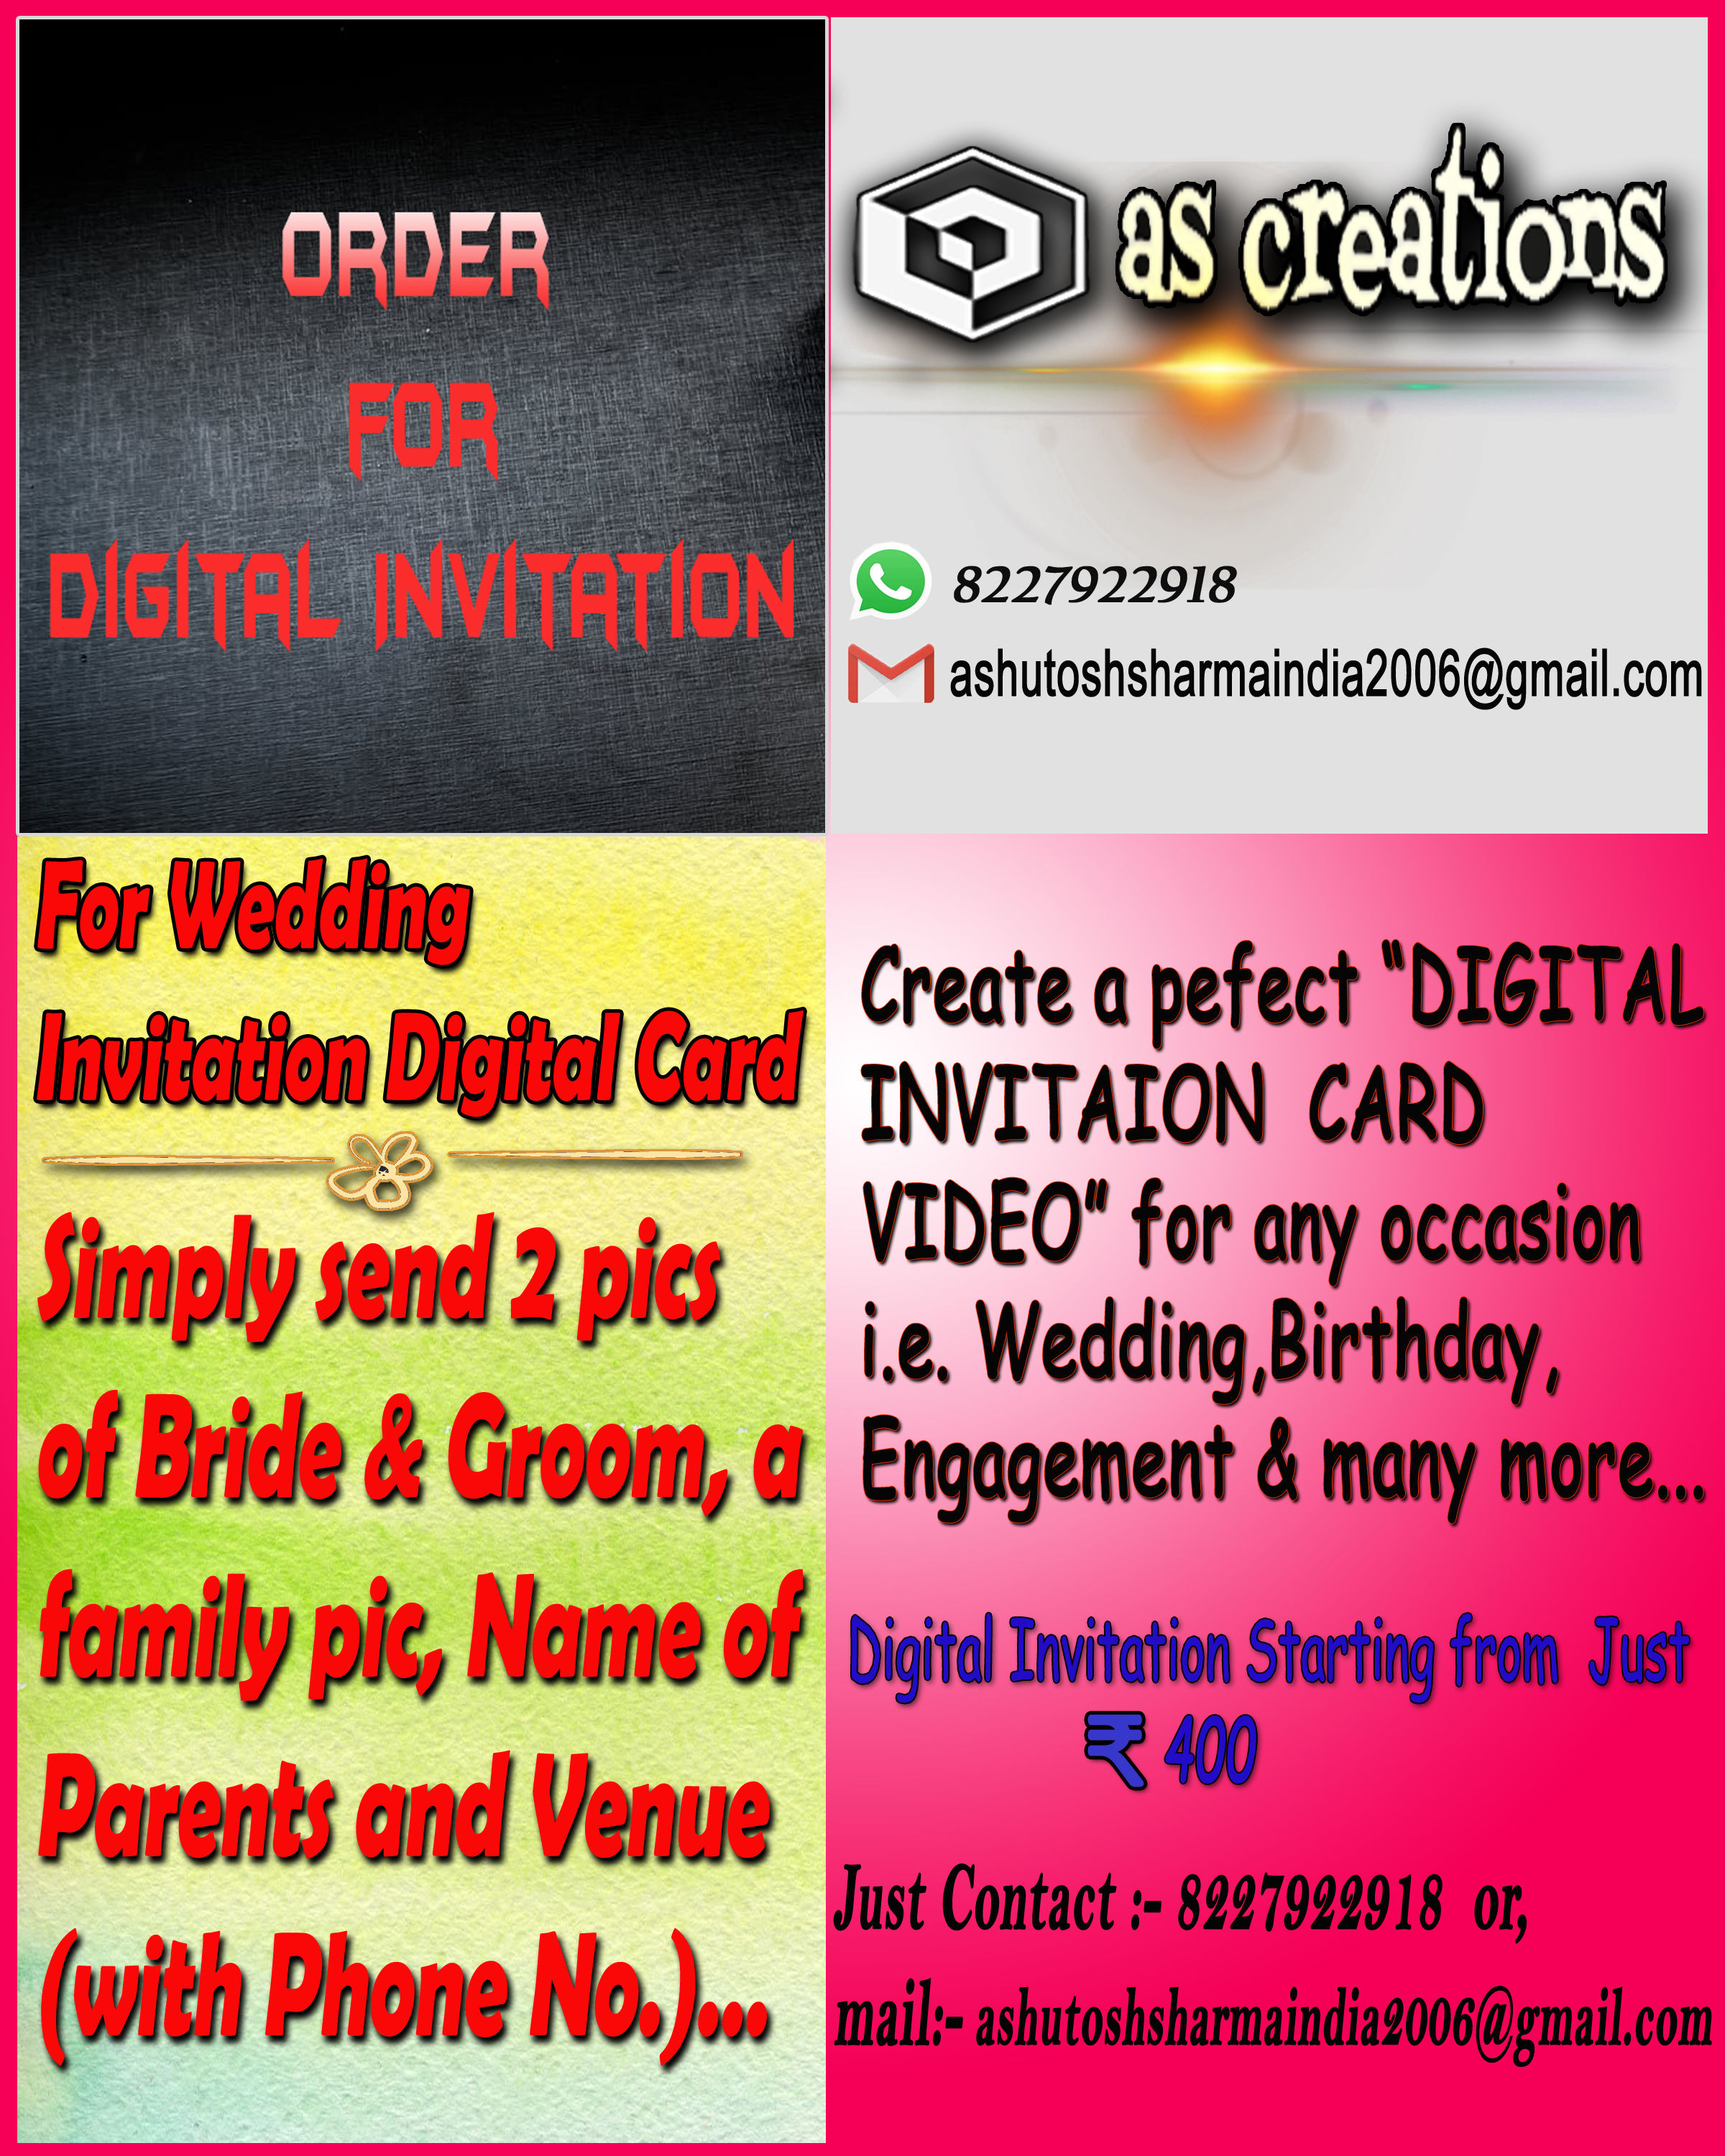 ORDER
FOR
DIGITAL INVITATION
as creations
8227922918
ashutoshsharmaindia2006@gmail.com
For Wedding
Invitation Digital Card
Simply send 2 pics
of Bride & Groom, a
family pic, Name of
Parents and Venue
(with Phone No.)...
Create a pefect "DIGITAL
INVITAION CARD
VIDEO" for any occasion
i.e. Wedding,Birthday,
Engagement & many more...
Digital Invitation Starting from Just
₹ 400
Just Contact :- 8227922918 or,
mail:- ashutoshsharmaindia2006@gmail.com